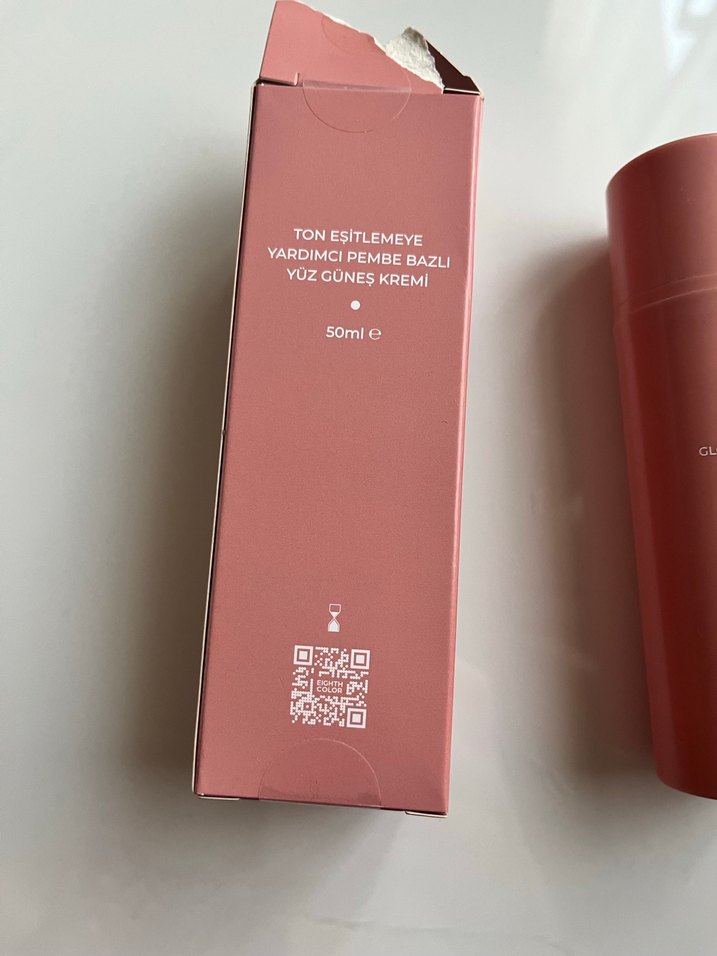 TON EŞİTLEMEYE
YARDIMCI PEMBE BAZLI
YÜZ GÜNEŞ KREMİ
50ml ℮
EIGHTH
COLOR